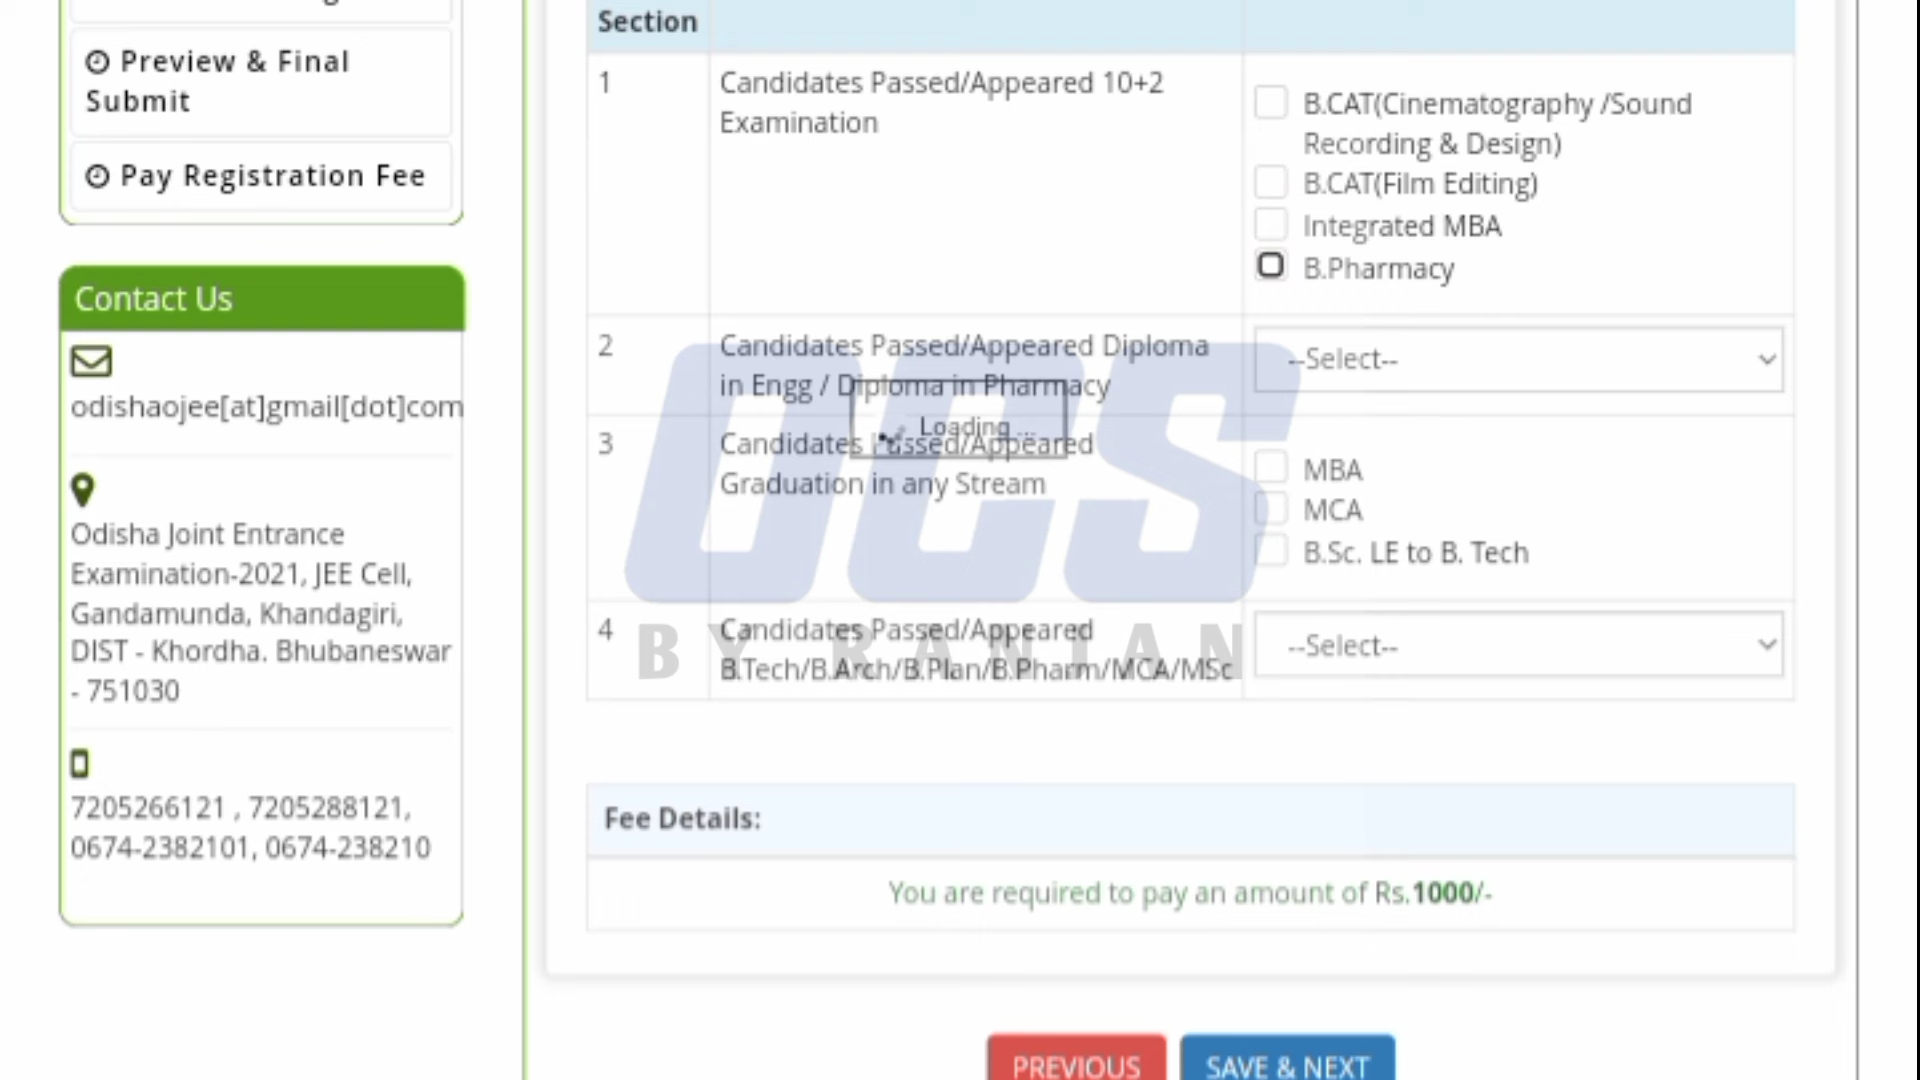 Preview & Final
Submit
Pay Registration Fee
Contact Us
odishaojee[at]gmail[dot]com
Odisha Joint Entrance
Examination-2021, JEE Cell,
Gandamunda, Khandagiri,
DIST - Khordha. Bhubaneswar
- 751030
7205266121 , 7205288121,
0674-2382101, 0674-238210
Section
1
Candidates Passed/Appeared 10+2
Examination
B.CAT(Cinematography /Sound
Recording & Design)
B.CAT(Film Editing)
Integrated MBA
B.Pharmacy
2
Candidates Passed/Appeared Diploma
in Engg / Diploma in Pharmacy
--Select--
Loading ...
3
Candidates Passed/Appeared
Graduation in any Stream
MBA
MCA
B.Sc. LE to B. Tech
4
Candidates Passed/Appeared
B.Tech/B.Arch/B.Plan/B.Pharm/MCA/MSc
--Select--
OCS
BY RANJAN
Fee Details:
You are required to pay an amount of Rs.1000/-
PREVIOUS
SAVE & NEXT